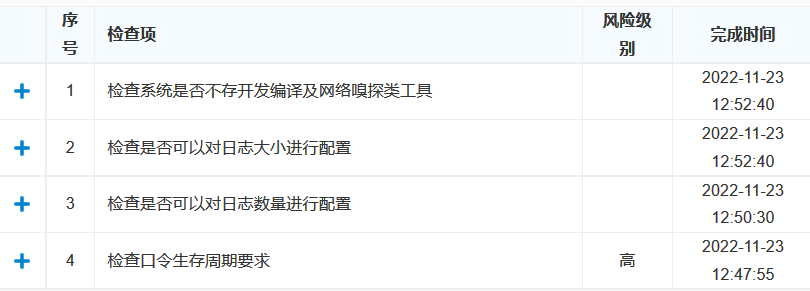 序号 检查项 风险级别 完成时间
1 检查系统是否不存开发编译及网络嗅探类工具 2022-11-23 12:52:40
2 检查是否可以对日志大小进行配置 2022-11-23 12:52:40
3 检查是否可以对日志数量进行配置 2022-11-23 12:50:30
4 检查口令生存周期要求 高 2022-11-23 12:47:55